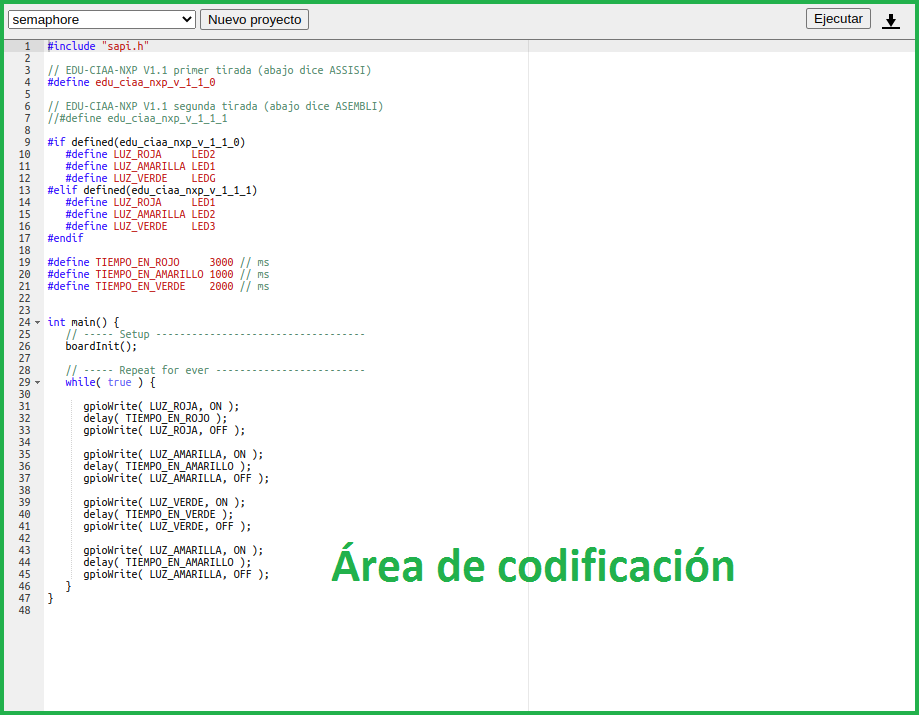 semaphore Nuevo proyecto Ejecutar
1 #include "sapi.h"
2
3 // EDU-CIAA-NXP V1.1 primer tirada (abajo dice ASSISI)
4 #define edu_ciaa_nxp_v_1_1_0
5
6 // EDU-CIAA-NXP V1.1 segunda tirada (abajo dice ASEMBLI)
7 //#define edu_ciaa_nxp_v_1_1_1
8
9 #if defined(edu_ciaa_nxp_v_1_1_0)
10    #define LUZ_ROJA     LED2
11    #define LUZ_AMARILLA LED1
12    #define LUZ_VERDE    LEDG
13 #elif defined(edu_ciaa_nxp_v_1_1_1)
14    #define LUZ_ROJA     LED1
15    #define LUZ_AMARILLA LED2
16    #define LUZ_VERDE    LED3
17 #endif
18
19 #define TIEMPO_EN_ROJO     3000 // ms
20 #define TIEMPO_EN_AMARILLO 1000 // ms
21 #define TIEMPO_EN_VERDE    2000 // ms
22
23
24 int main() {
25    // ----- Setup -----------------------------------
26    boardInit();
27
28    // ----- Repeat for ever -------------------------
29    while( true ) {
30
31       gpioWrite( LUZ_ROJA, ON );
32       delay( TIEMPO_EN_ROJO );
33       gpioWrite( LUZ_ROJA, OFF );
34
35       gpioWrite( LUZ_AMARILLA, ON );
36       delay( TIEMPO_EN_AMARILLO );
37       gpioWrite( LUZ_AMARILLA, OFF );
38
39       gpioWrite( LUZ_VERDE, ON );
40       delay( TIEMPO_EN_VERDE );
41       gpioWrite( LUZ_VERDE, OFF );
42
43       gpioWrite( LUZ_AMARILLA, ON );
44       delay( TIEMPO_EN_AMARILLO );
45       gpioWrite( LUZ_AMARILLA, OFF );
46    }
47 }
48
Área de codificación